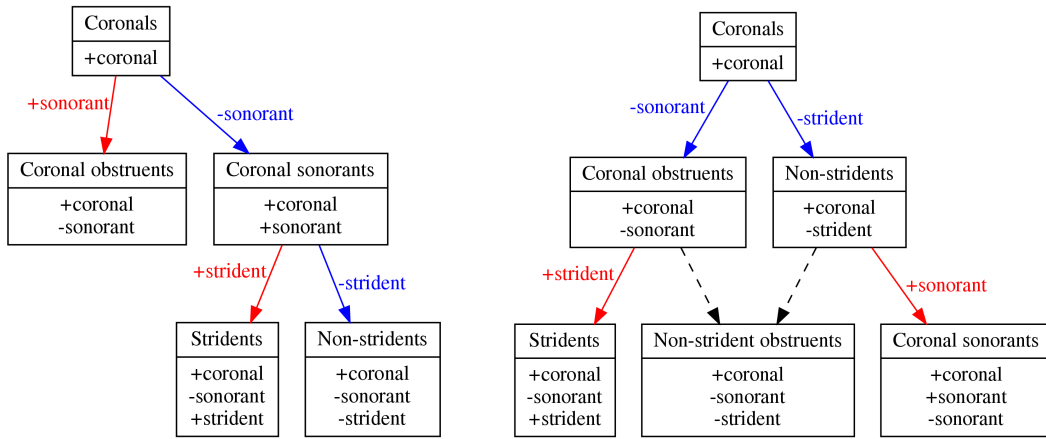 Coronals
+coronal
+sonorant
-sonorant
Coronal obstruents
+coronal
-sonorant
Coronal sonorants
+coronal
+sonorant
+strident
-strident
Stridents
+coronal
-sonorant
+strident
Non-stridents
+coronal
-sonorant
-strident
Coronals
+coronal
-sonorant
-strident
Coronal obstruents
+coronal
-sonorant
Non-stridents
+coronal
-strident
+strident
+sonorant
Stridents
+coronal
-sonorant
+strident
Non-strident obstruents
+coronal
-sonorant
-strident
Coronal sonorants
+coronal
+sonorant
-sonorant